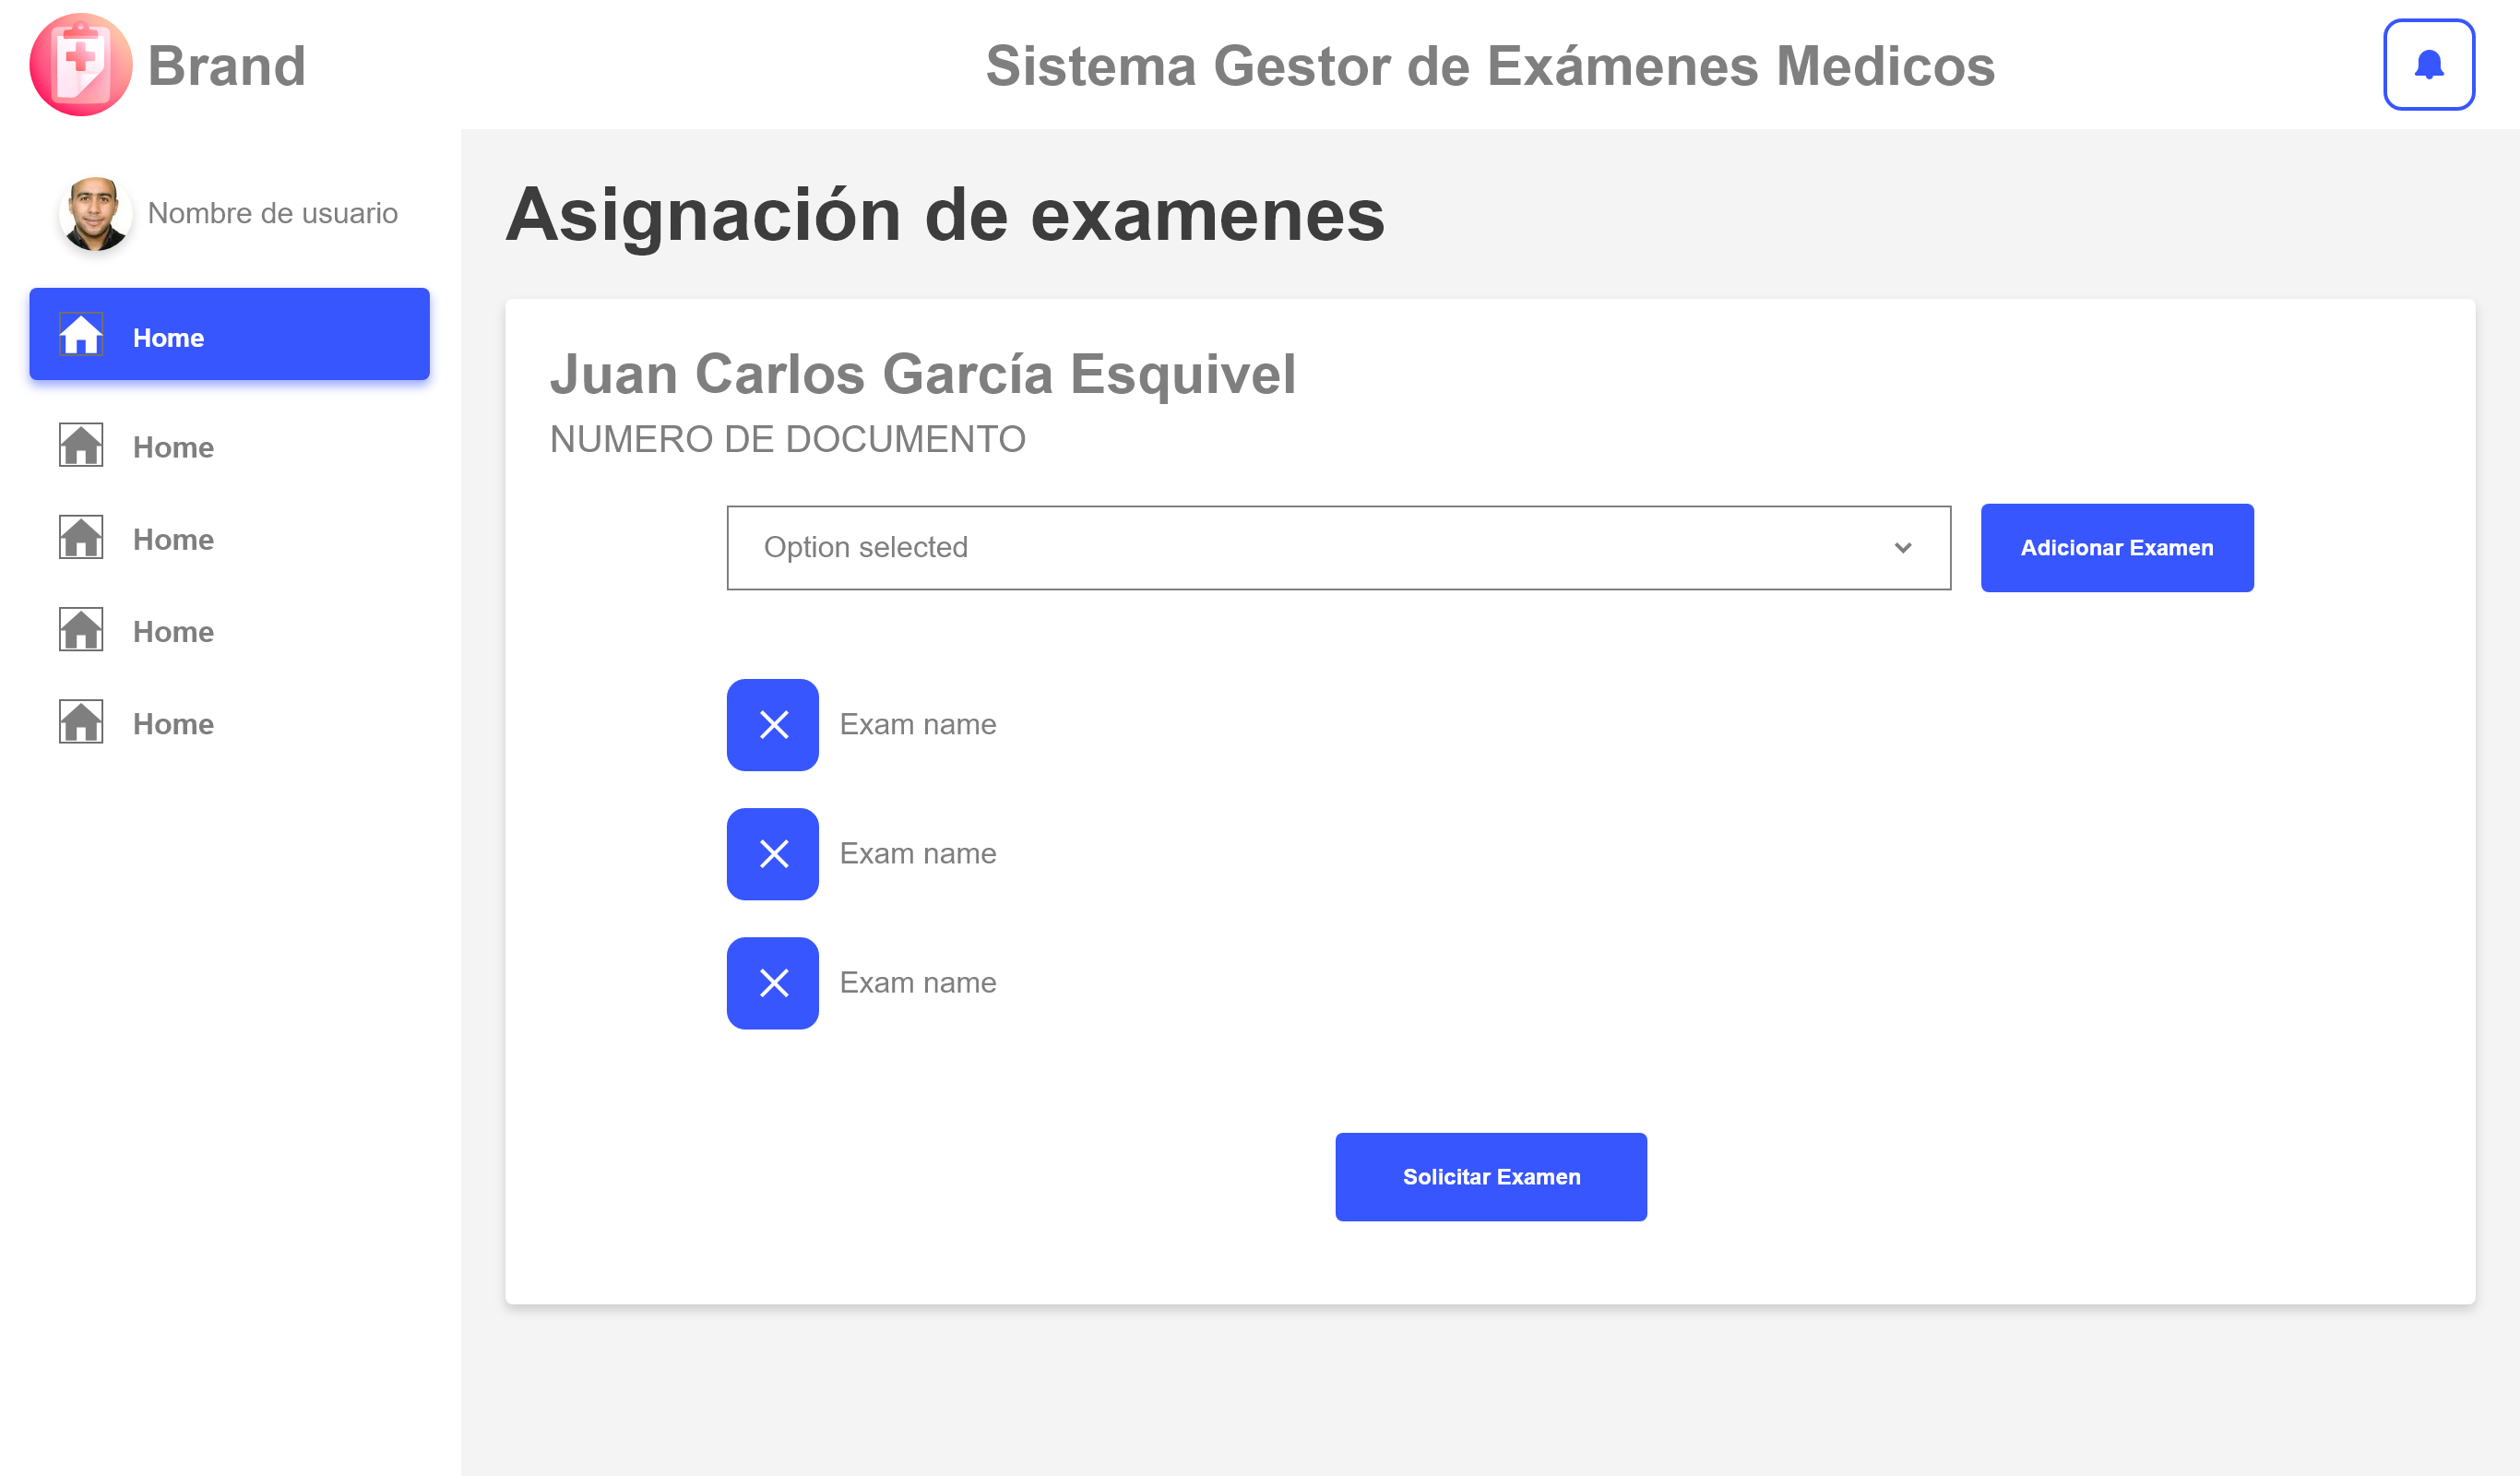 Brand
Sistema Gestor de Exámenes Medicos
Nombre de usuario
Home
Home
Home
Home
Home
Asignación de examenes
Juan Carlos García Esquivel
NUMERO DE DOCUMENTO
Option selected
Adicionar Examen
Exam name
Exam name
Exam name
Solicitar Examen